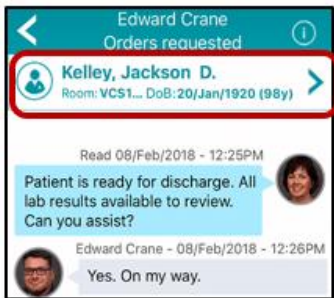 Edward Crane
Orders requested
Kelley, Jackson D.
Room: VCS1... DoB:20/Jan/1920 (98y)
Read 08/Feb/2018 - 12:25PM
Patient is ready for discharge. All
lab results available to review.
Can you assist?
Edward Crane - 08/Feb/2018 - 12:26PM
Yes. On my way.